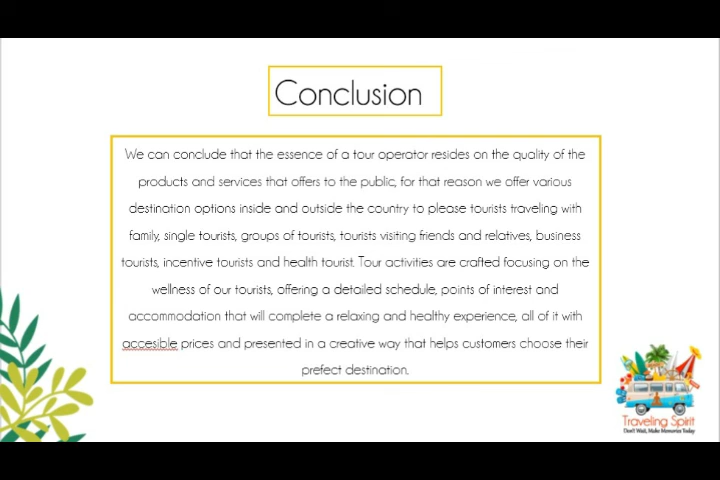 Conclusion
We can conclude that the essence of a tour operator resides on the quality of the
products and services that offers to the public, for that reason we offer various
destination options inside and outside the country to please tourists traveling with
family, single tourists, groups of tourists, tourists visiting friends and relatives, business
tourists, incentive tourists and health tourist. Tour activities are crafted focusing on the
wellness of our tourists, offering a detailed schedule, points of interest and
accommodation that will complete a relaxing and healthy experience, all of it with
accesible prices and presented in a creative way that helps customers choose their
prefect destination.
Traveling Spirit
Don't Wait, Make Memories Today